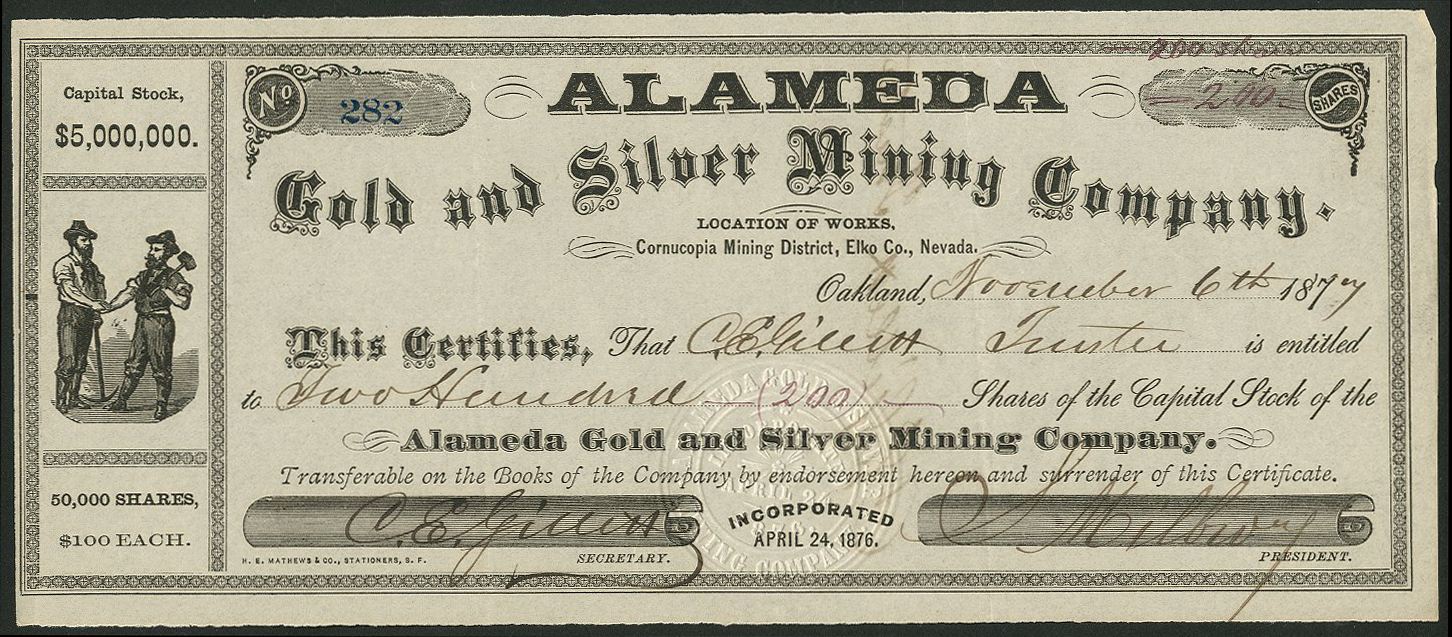 200 shares
Capital Stock,
$5,000,000.
50,000 SHARES,
$100 EACH.
No 282
ALAMEDA
200
SHARES
Gold and Silver Mining Company.
LOCATION OF WORKS,
Cornucopia Mining District, Elko Co., Nevada.
Oakland, November 6th 1877
This Certifies, That C. E. Gillett Trustee is entitled
to Two Hundred (200) Shares of the Capital Stock of the
Alameda Gold and Silver Mining Company.
Transferable on the Books of the Company by endorsement hereon and surrender of this Certificate.
C. E. Gillett
SECRETARY.
INCORPORATED
APRIL 24, 1876.
PRESIDENT.
H. E. MATHEWS & CO., STATIONERS, S. F.